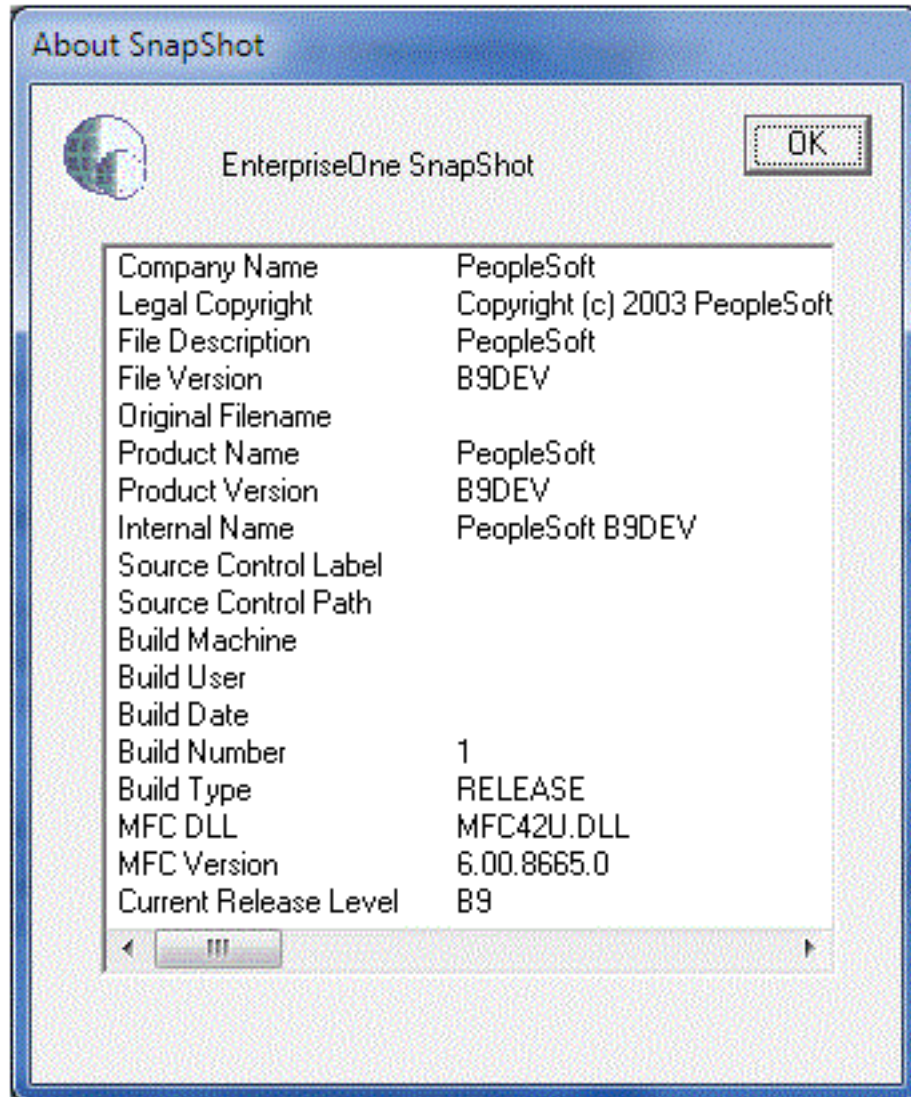 About SnapShot
EnterpriseOne SnapShot
OK
Company Name PeopleSoft
Legal Copyright Copyright (c) 2003 PeopleSoft
File Description PeopleSoft
File Version B9DEV
Original Filename
Product Name PeopleSoft
Product Version B9DEV
Internal Name PeopleSoft B9DEV
Source Control Label
Source Control Path
Build Machine
Build User
Build Date
Build Number 1
Build Type RELEASE
MFC DLL MFC42U.DLL
MFC Version 6.00.8665.0
Current Release Level B9